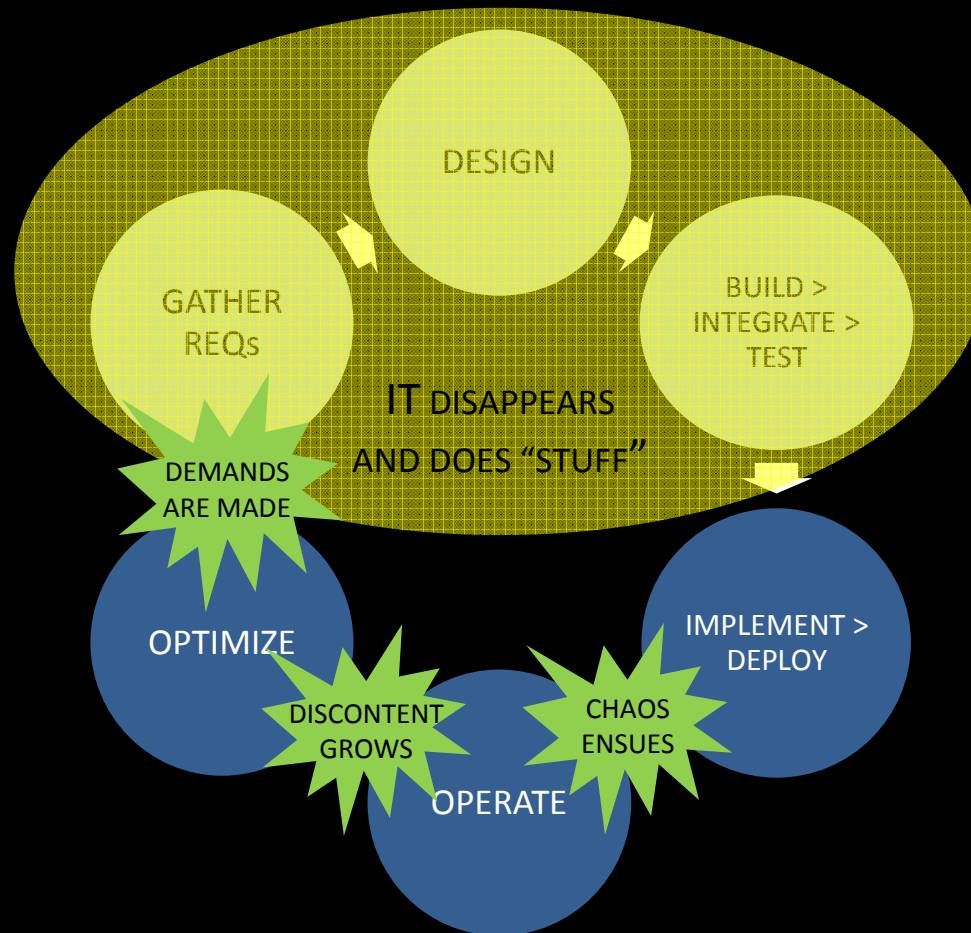 DESIGN
GATHER
REQs
BUILD >
INTEGRATE >
TEST
IT DISAPPEARS
AND DOES “STUFF”
DEMANDS
ARE MADE
OPTIMIZE
IMPLEMENT >
DEPLOY
DISCONTENT
GROWS
CHAOS
ENSUES
OPERATE